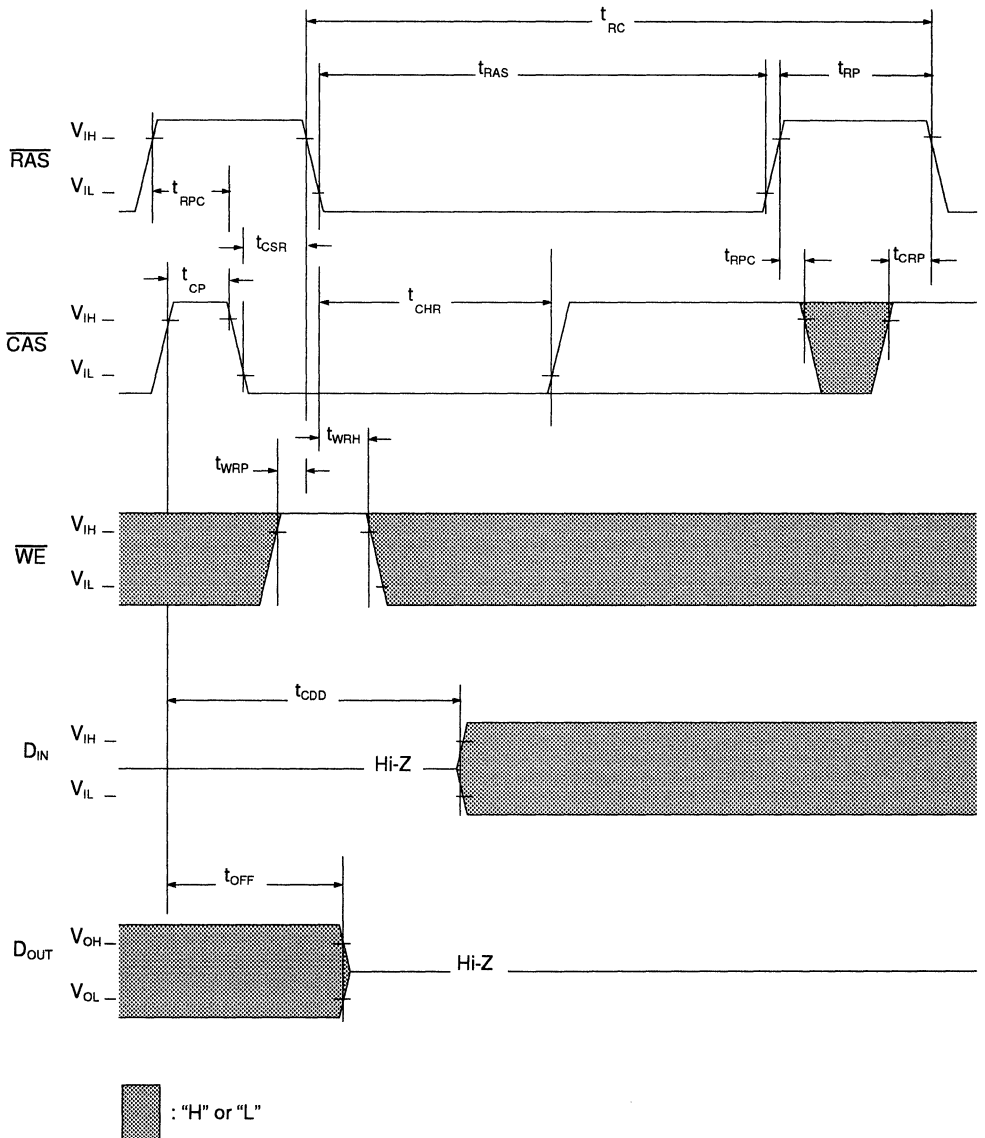 tRC
tRAS
tRP
RAS
VIH
VIL
tRPC
tCSR
tRPC
tCRP
tCP
tCHR
CAS
VIH
VIL
tWRH
tWRP
WE
VIH
VIL
tCDD
DIN
VIH
Hi-Z
VIL
tOFF
DOUT
VOH
Hi-Z
VOL
: "H" or "L"